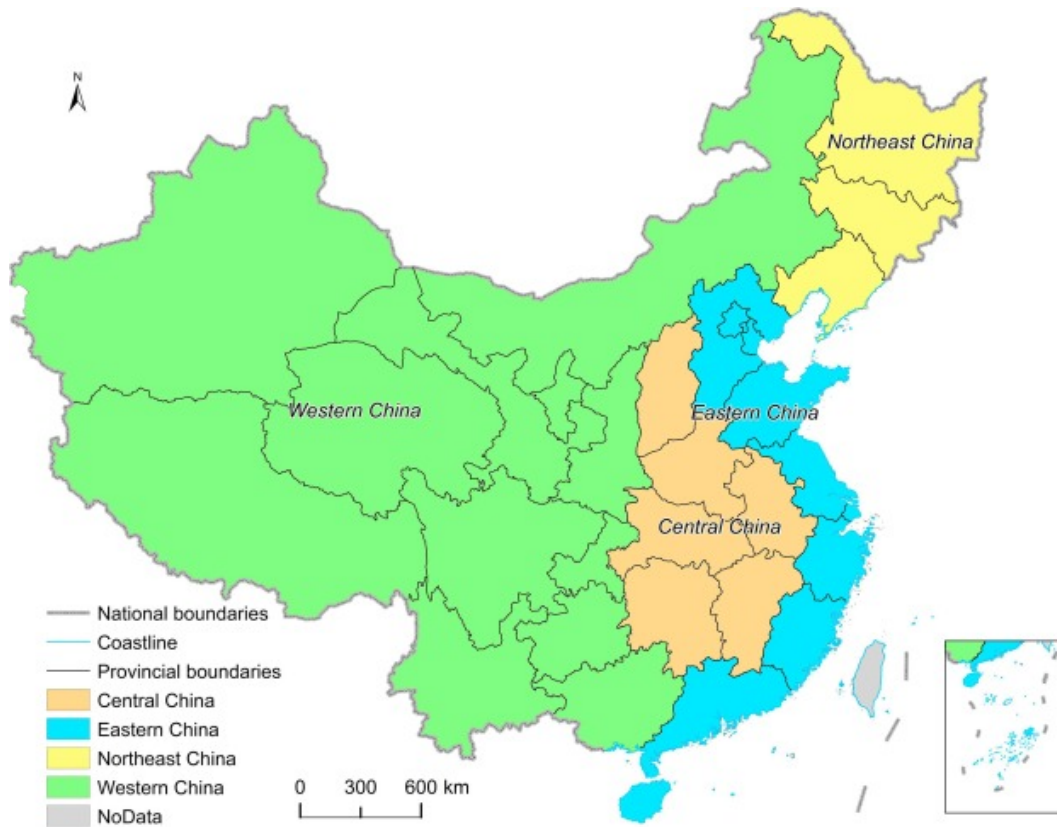 N
Northeast China
Western China
Eastern China
Central China
National boundaries
Coastline
Provincial boundaries
Central China
Eastern China
Northeast China
Western China
NoData
0 300 600 km